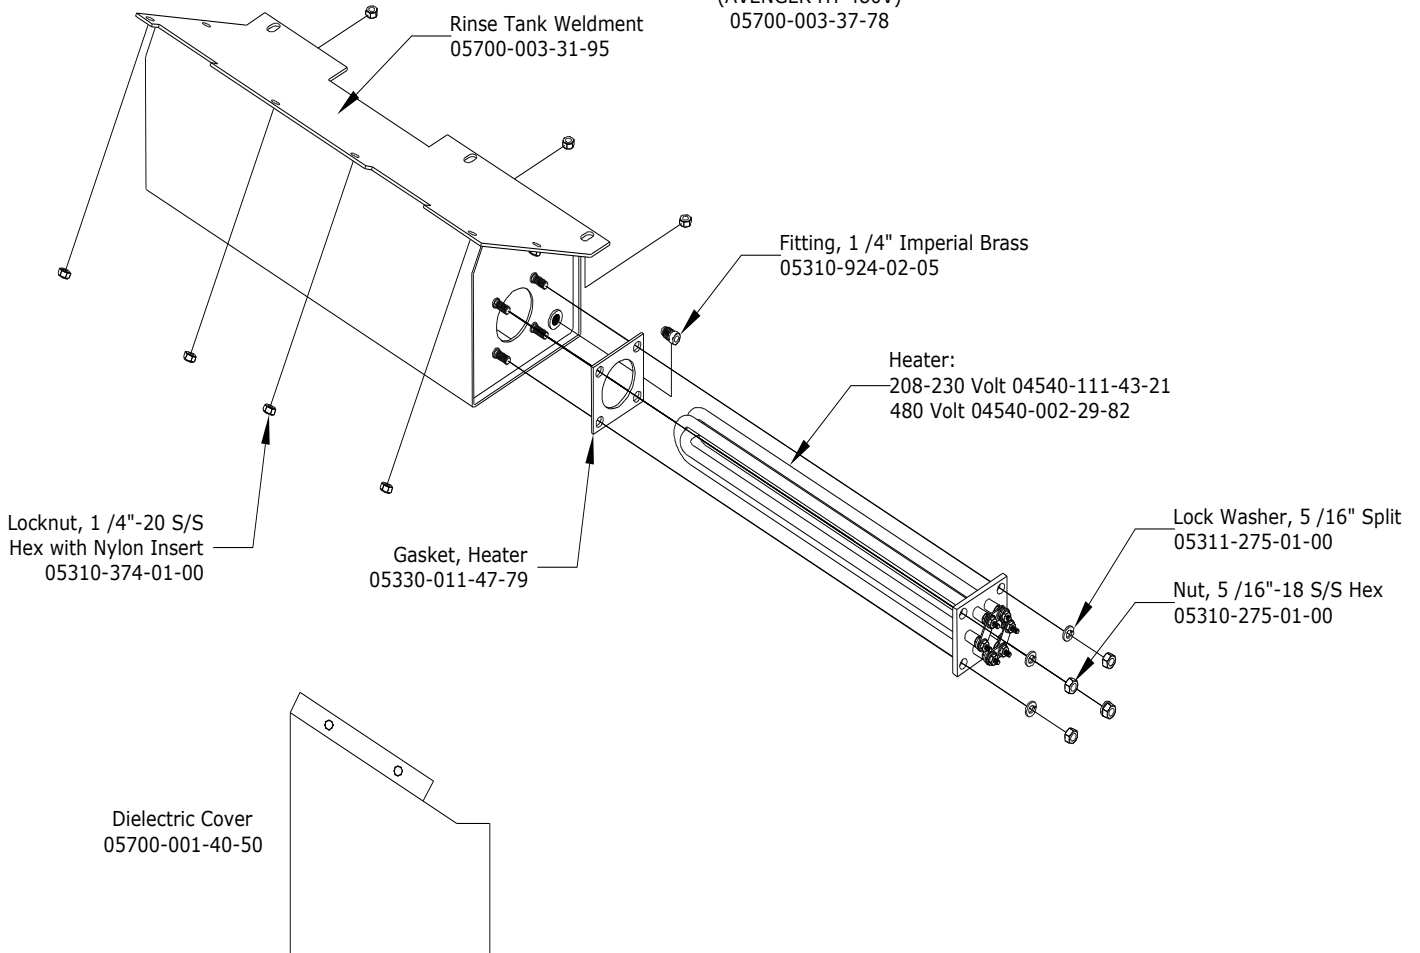 (AVENGER HT 480V)
05700-003-37-78
Rinse Tank Weldment
05700-003-31-95
Fitting, 1 /4" Imperial Brass
05310-924-02-05
Heater:
208-230 Volt 04540-111-43-21
480 Volt 04540-002-29-82
Lock Washer, 5 /16" Split
05311-275-01-00
Nut, 5 /16"-18 S/S Hex
05310-275-01-00
Locknut, 1 /4"-20 S/S
Hex with Nylon Insert
05310-374-01-00
Gasket, Heater
05330-011-47-79
Dielectric Cover
05700-001-40-50